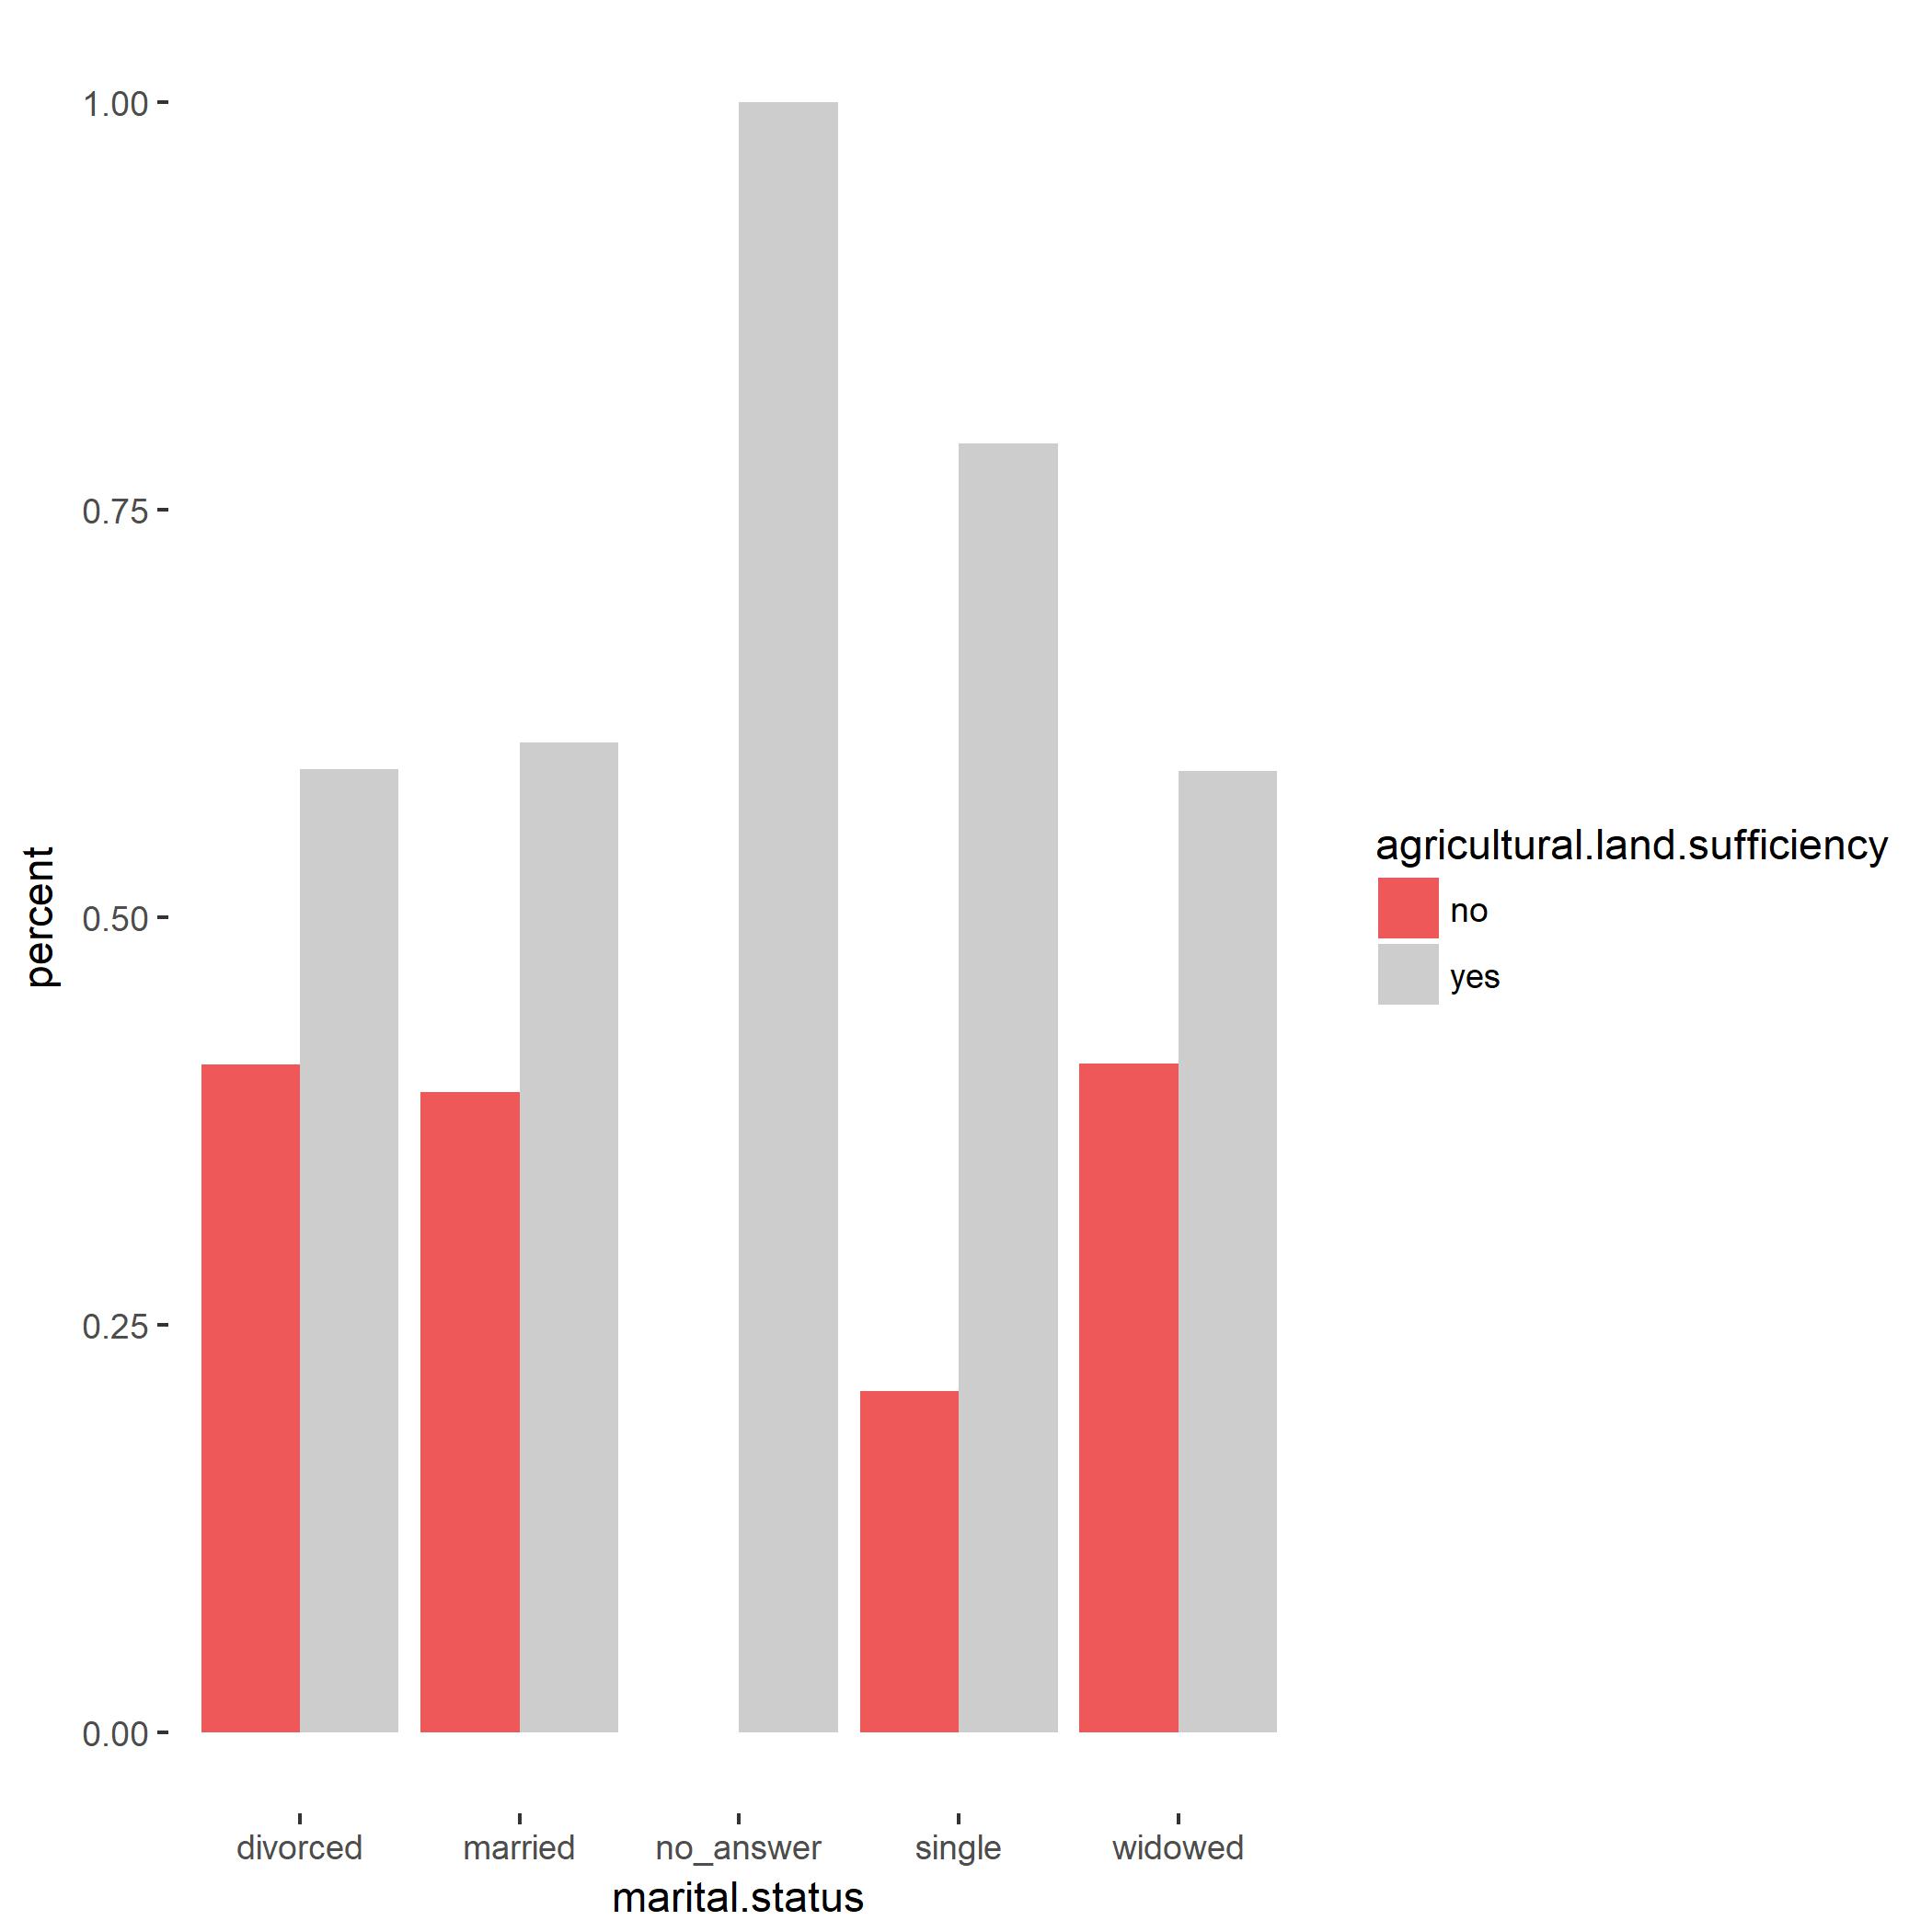 1.00
0.75
0.50
0.25
0.00
percent
divorced married no_answer single widowed
marital.status
agricultural.land.sufficiency
no
yes